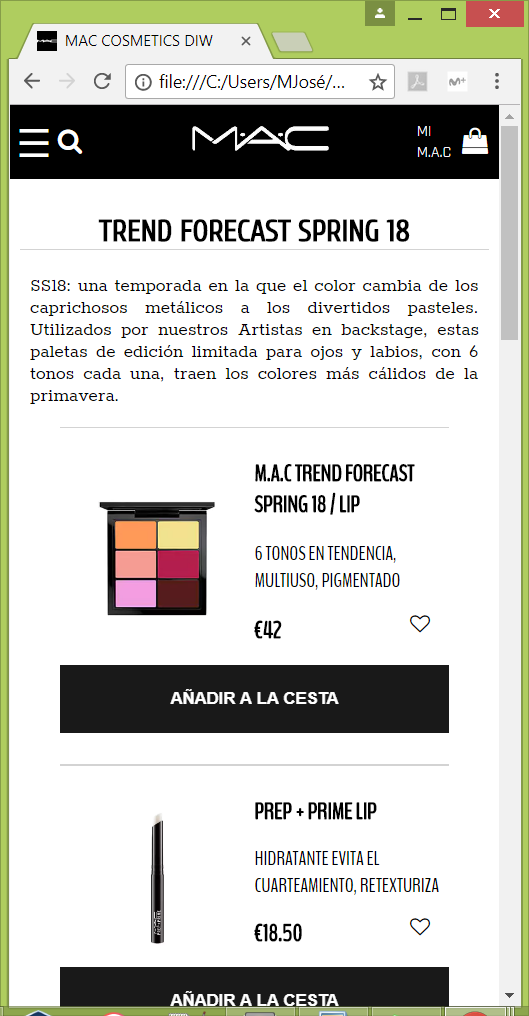 MAC COSMETICS DIW
file:///C:/Users/MJosé/...
M·A·C
MI
M.A.C
TREND FORECAST SPRING 18
SS18: una temporada en la que el color cambia de los
caprichosos metálicos a los divertidos pasteles.
Utilizados por nuestros Artistas en backstage, estas
paletas de edición limitada para ojos y labios, con 6
tonos cada una, traen los colores más cálidos de la
primavera.
M.A.C TREND FORECAST
SPRING 18 / LIP
6 TONOS EN TENDENCIA,
MULTIUSO, PIGMENTADO
€42
AÑADIR A LA CESTA
PREP + PRIME LIP
HIDRATANTE EVITA EL
CUARTEAMIENTO, RETEXTURIZA
€18.50
AÑADIR A LA CESTA